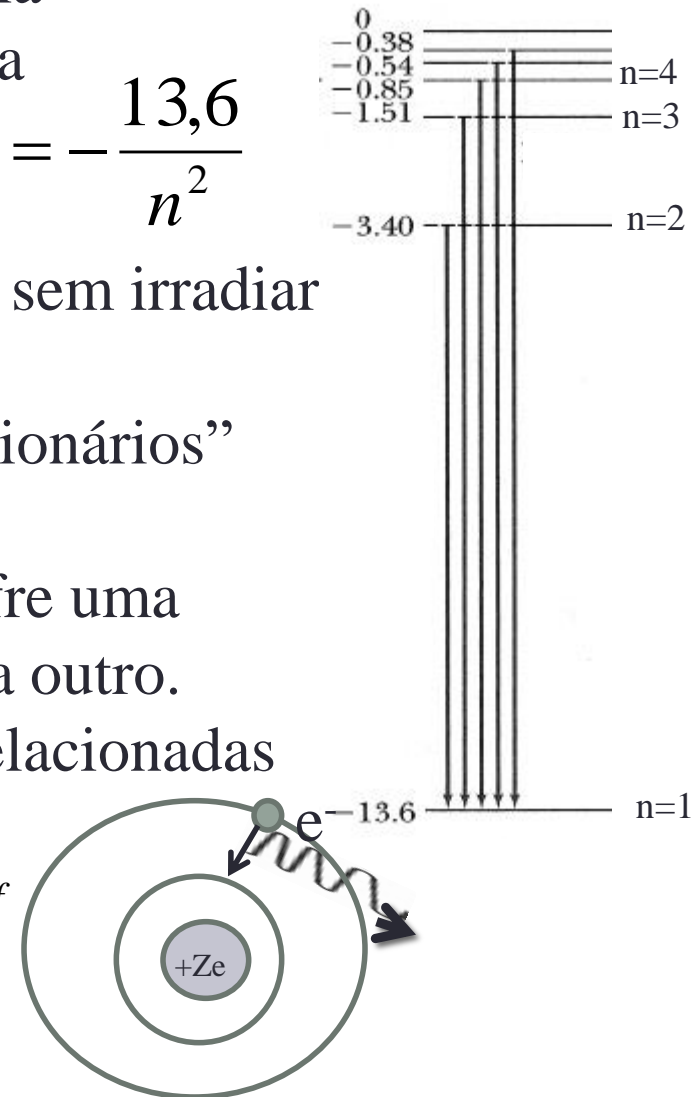 a
= − 13,6 / n²
sem irradiar
ionários”
fre uma
a outro.
elacionadas
f
0
−0.38
−0.54
−0.85
−1.51
−3.40
−13.6
n=4
n=3
n=2
n=1
e−
+Ze